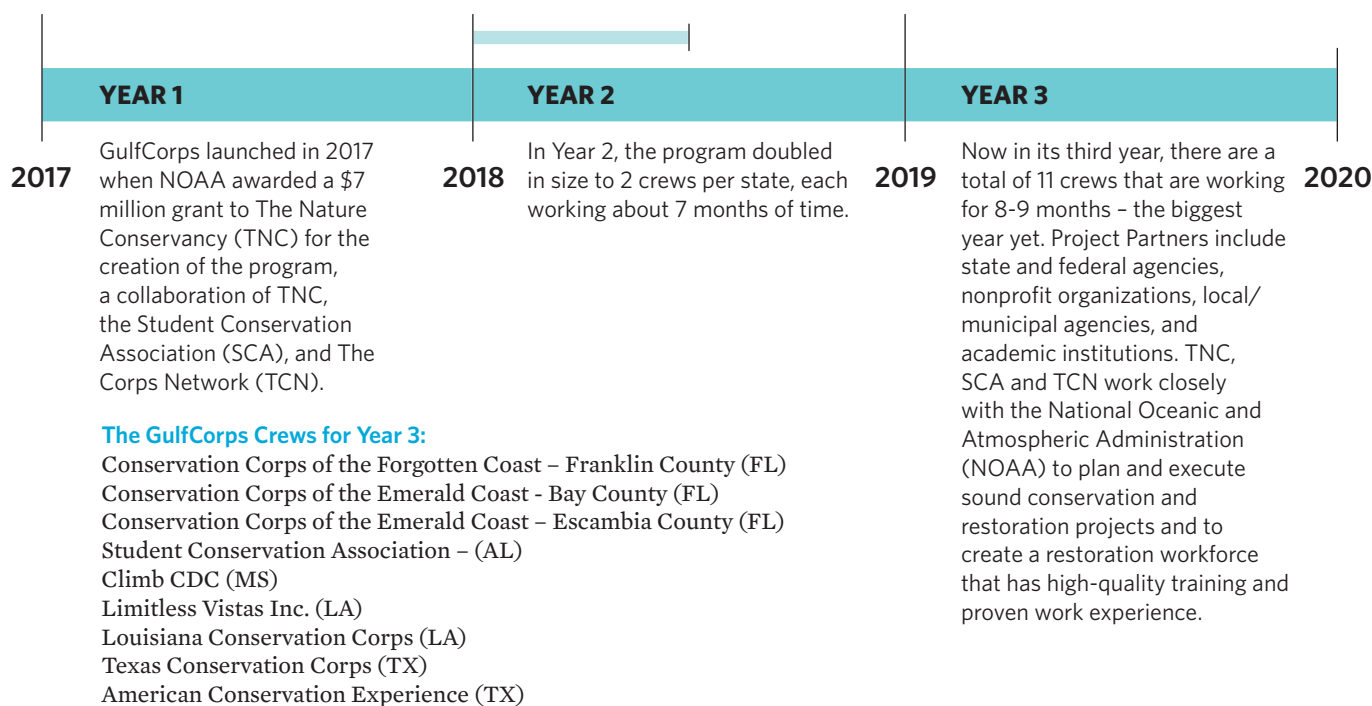 YEAR 1
YEAR 2
YEAR 3
2017
GulfCorps launched in 2017
when NOAA awarded a $7
million grant to The Nature
Conservancy (TNC) for the
creation of the program,
a collaboration of TNC,
the Student Conservation
Association (SCA), and The
Corps Network (TCN).
2018
In Year 2, the program doubled
in size to 2 crews per state, each
working about 7 months of time.
2019
Now in its third year, there are a
total of 11 crews that are working
for 8-9 months – the biggest
year yet. Project Partners include
state and federal agencies,
nonprofit organizations, local/
municipal agencies, and
academic institutions. TNC,
SCA and TCN work closely
with the National Oceanic and
Atmospheric Administration
(NOAA) to plan and execute
sound conservation and
restoration projects and to
create a restoration workforce
that has high-quality training and
proven work experience.
2020
The GulfCorps Crews for Year 3:
Conservation Corps of the Forgotten Coast – Franklin County (FL)
Conservation Corps of the Emerald Coast - Bay County (FL)
Conservation Corps of the Emerald Coast – Escambia County (FL)
Student Conservation Association – (AL)
Climb CDC (MS)
Limitless Vistas Inc. (LA)
Louisiana Conservation Corps (LA)
Texas Conservation Corps (TX)
American Conservation Experience (TX)